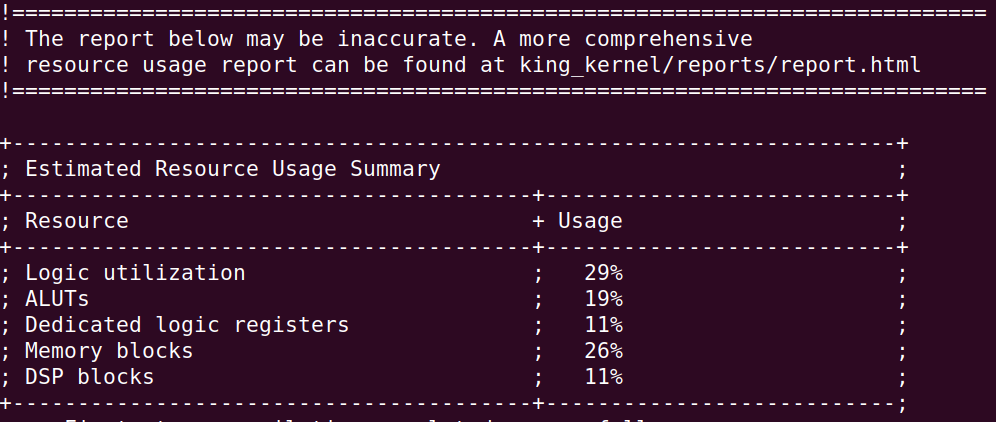 !===========================================================================
! The report below may be inaccurate. A more comprehensive
! resource usage report can be found at king_kernel/reports/report.html
!===========================================================================
+--------------------------------------------------------------------+
; Estimated Resource Usage Summary ;
+----------------------------------------+---------------------------+
; Resource + Usage ;
+----------------------------------------+---------------------------+
; Logic utilization ; 29% ;
; ALUTs ; 19% ;
; Dedicated logic registers ; 11% ;
; Memory blocks ; 26% ;
; DSP blocks ; 11% ;
+----------------------------------------+---------------------------;